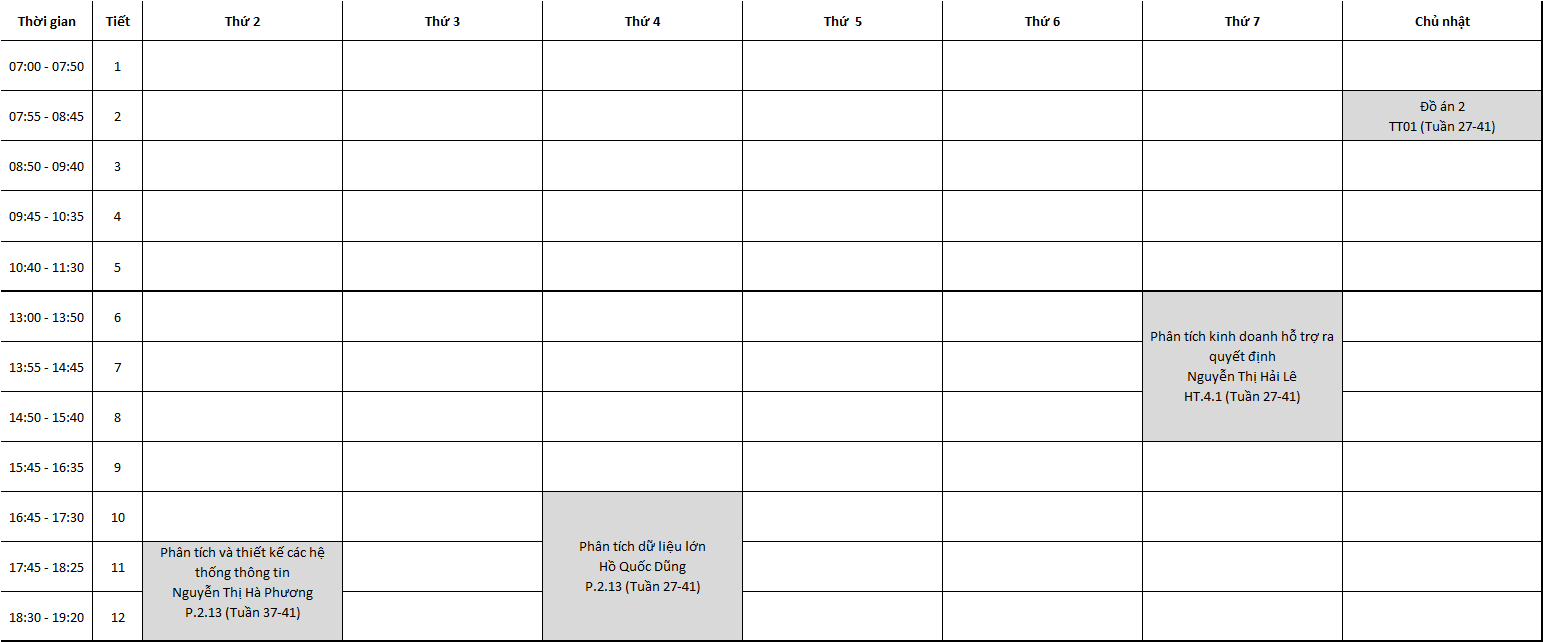 Thời gian Tiết Thứ 2 Thứ 3 Thứ 4 Thứ  5 Thứ 6 Thứ 7 Chủ nhật
07:00 - 07:50 1
07:55 - 08:45 2
Đồ án 2
TT01 (Tuần 27-41)
08:50 - 09:40 3
09:45 - 10:35 4
10:40 - 11:30 5
13:00 - 13:50 6
Phân tích kinh doanh hỗ trợ ra
quyết định
Nguyễn Thị Hải Lê
HT.4.1 (Tuần 27-41)
13:55 - 14:45 7
14:50 - 15:40 8
15:45 - 16:35 9
16:45 - 17:30 10
Phân tích dữ liệu lớn
Hồ Quốc Dũng
P.2.13 (Tuần 27-41)
17:45 - 18:25 11
Phân tích và thiết kế các hệ
thống thông tin
Nguyễn Thị Hà Phương
P.2.13 (Tuần 37-41)
18:30 - 19:20 12